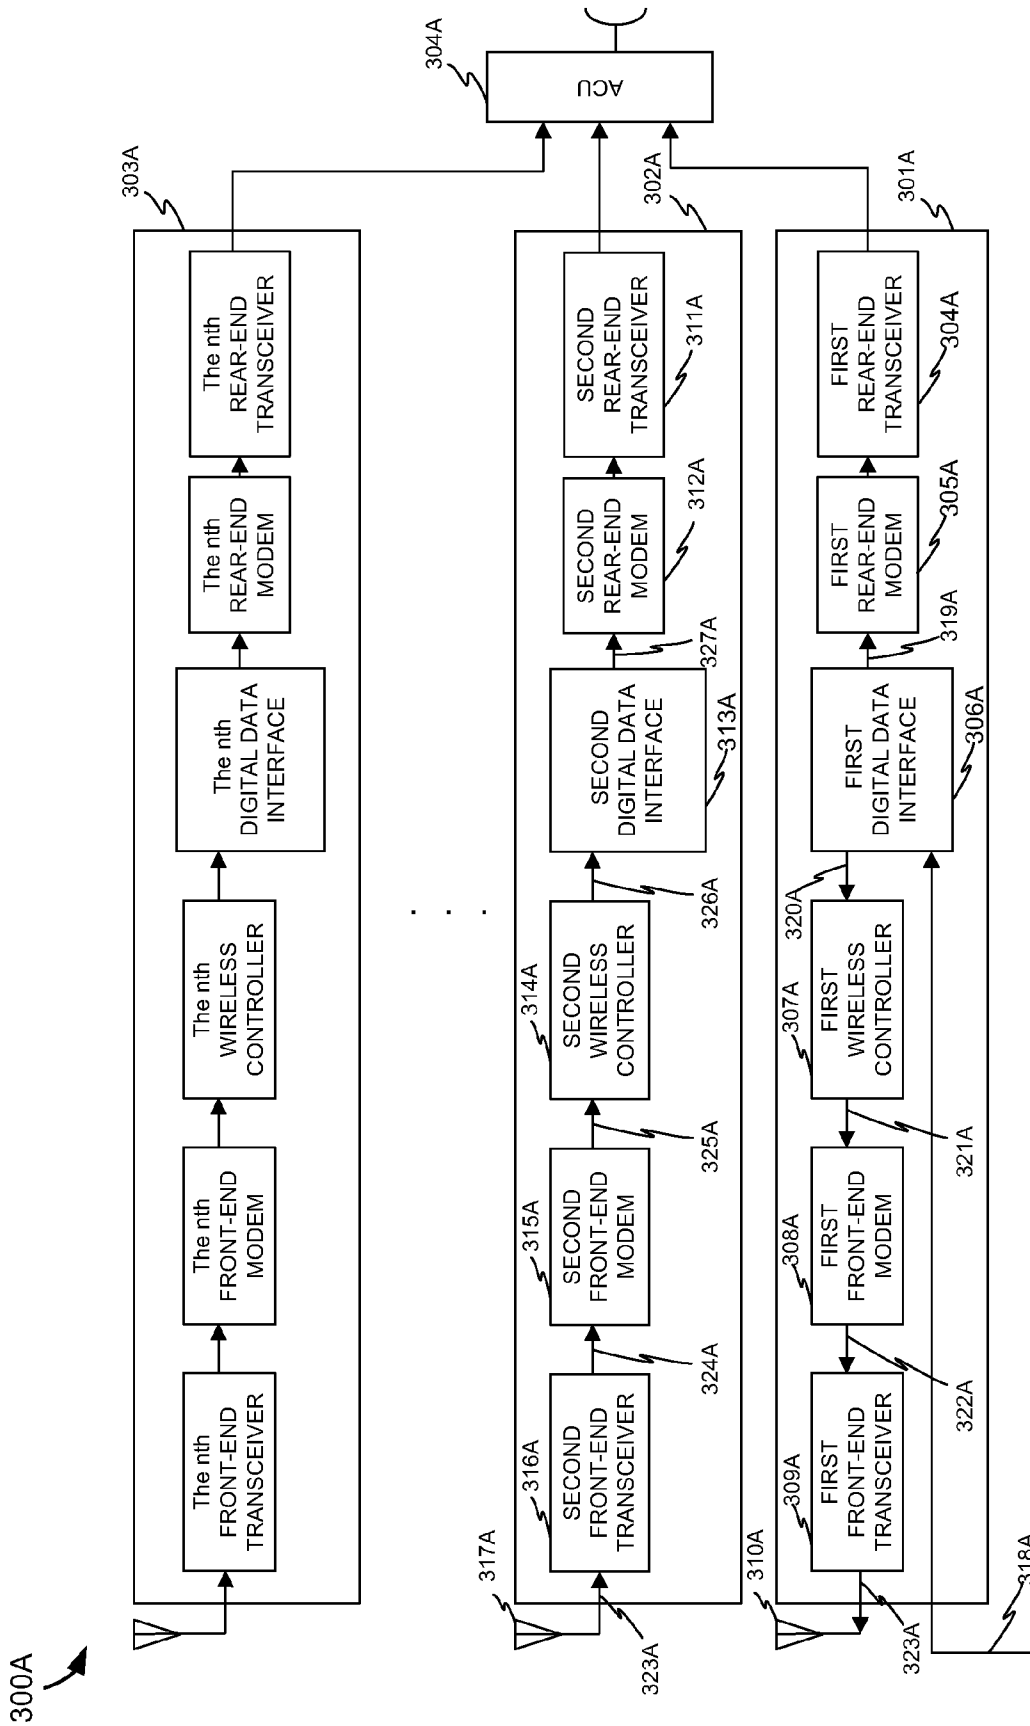 300A
303A
The nth
FRONT-END
TRANSCEIVER
The nth
FRONT-END
MODEM
The nth
WIRELESS
CONTROLLER
The nth
DIGITAL DATA
INTERFACE
The nth
REAR-END
MODEM
The nth
REAR-END
TRANSCEIVER
304A
ACU
. . .
302A
317A
323A
316A
SECOND
FRONT-END
TRANSCEIVER
324A
315A
SECOND
FRONT-END
MODEM
325A
314A
SECOND
WIRELESS
CONTROLLER
326A
SECOND
DIGITAL DATA
INTERFACE
313A
327A
SECOND
REAR-END
MODEM
312A
SECOND
REAR-END
TRANSCEIVER
311A
301A
310A
323A
309A
FIRST
FRONT-END
TRANSCEIVER
322A
308A
FIRST
FRONT-END
MODEM
321A
307A
FIRST
WIRELESS
CONTROLLER
320A
FIRST
DIGITAL DATA
INTERFACE
306A
319A
FIRST
REAR-END
MODEM
305A
FIRST
REAR-END
TRANSCEIVER
304A
318A